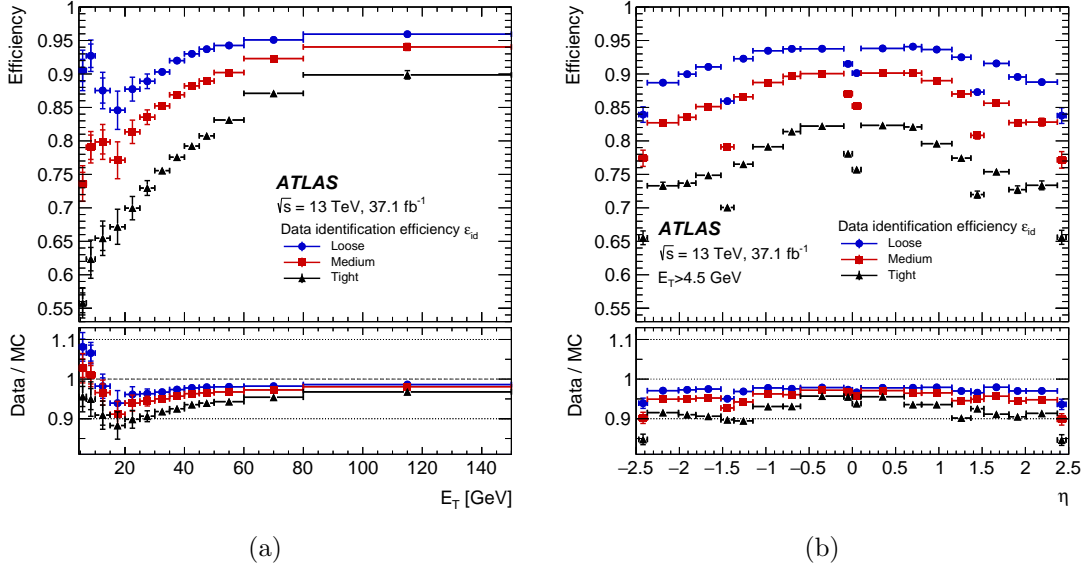 Efficiency
1
0.95
0.9
0.85
0.8
0.75
0.7
0.65
0.6
0.55
ATLAS
√s = 13 TeV, 37.1 fb⁻¹
Data identification efficiency ε_id
Loose
Medium
Tight
Data / MC
1.1
1
0.9
20 40 60 80 100 120 140
E_T [GeV]
(a)
Efficiency
1
0.95
0.9
0.85
0.8
0.75
0.7
0.65
0.6
0.55
ATLAS
√s = 13 TeV, 37.1 fb⁻¹
E_T>4.5 GeV
Data identification efficiency ε_id
Loose
Medium
Tight
Data / MC
1.1
1
0.9
−2.5 −2 −1.5 −1 −0.5 0 0.5 1 1.5 2 2.5
η
(b)